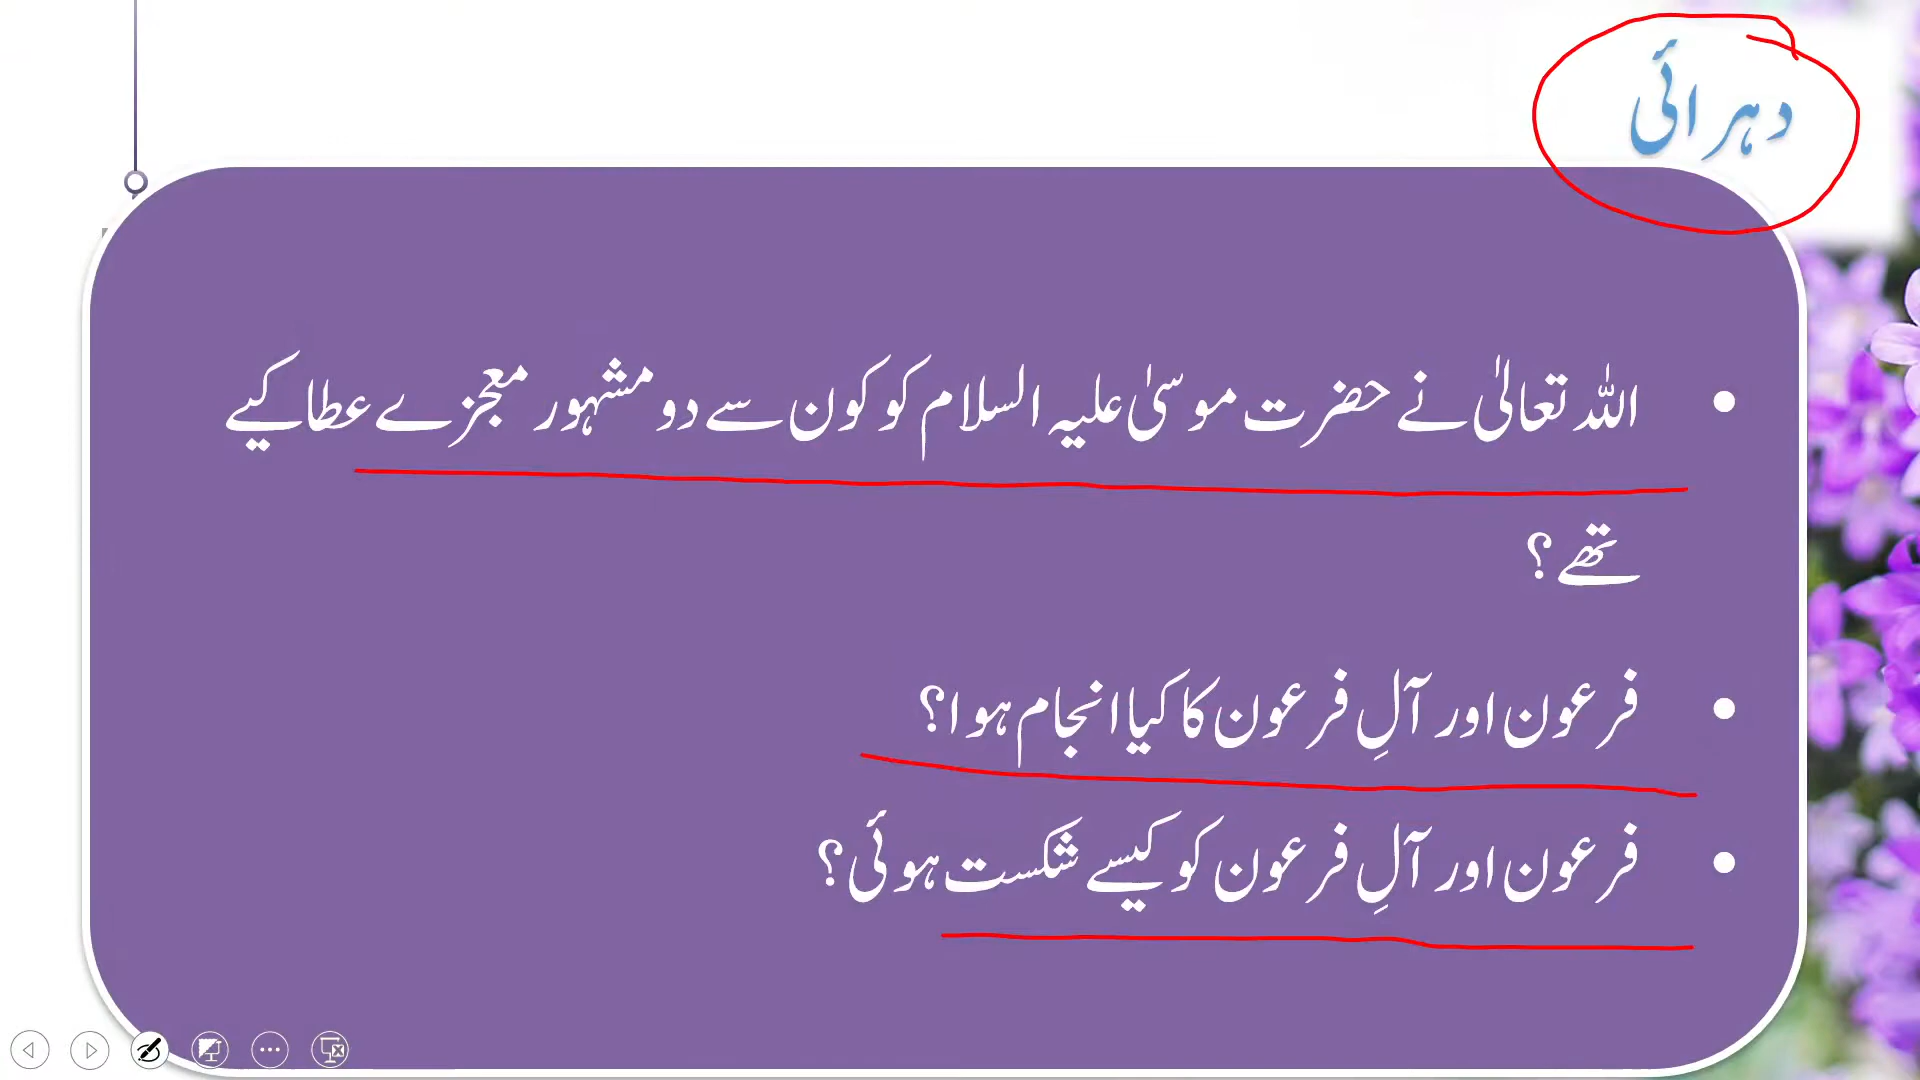 دہرائی
• اللہ تعالیٰ نے حضرت موسیٰ علیہ السلام کو کون سے دو مشہور معجزے عطا کیے
تھے؟
• فرعون اور آلِ فرعون کا کیا انجام ہوا؟
• فرعون اور آلِ فرعون کو کیسے شکست ہوئی؟